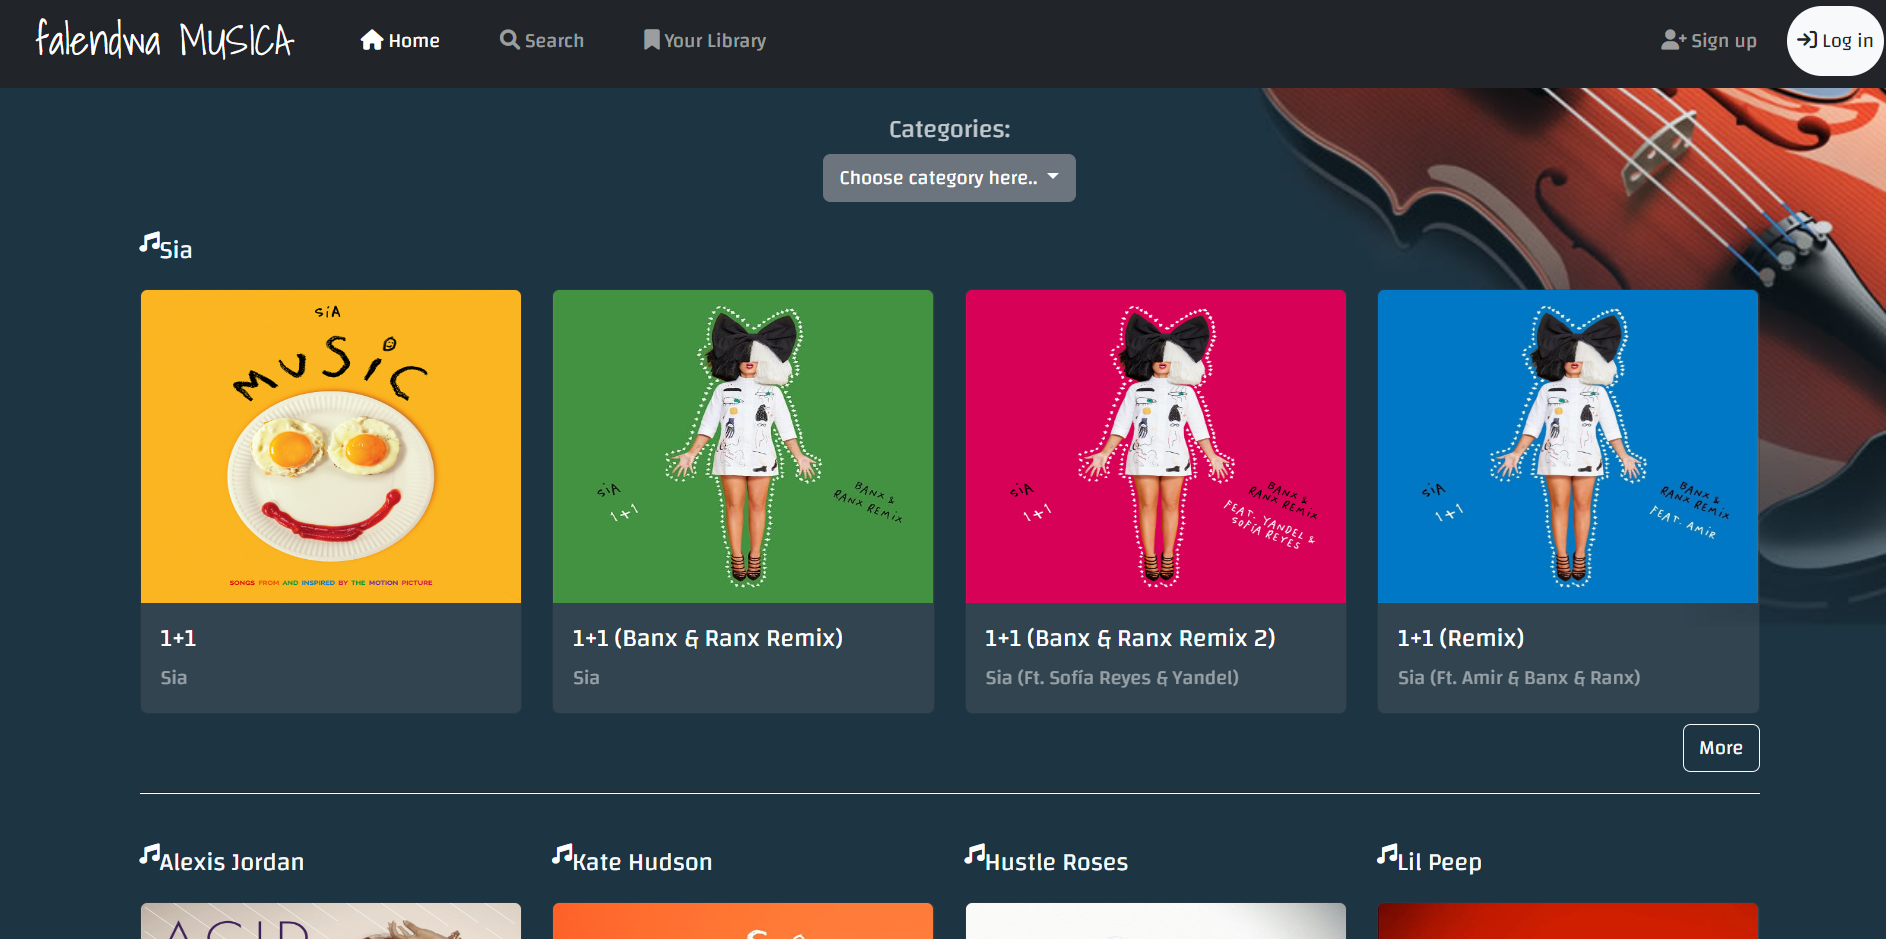 falendwa MUSICA
Home
Search
Your Library
Sign up
Log in
Categories:
Choose category here..
Sia
SiA
MUSiC
SONGS FROM AND INSPIRED BY THE MOTION PICTURE
SiA
1+1
BANX &
RANX REMIX
SiA
1+1
BANX &
RANX REMIX
FEAT. YANDEL &
SOFÍA REYES
SiA
1+1
BANX &
RANX REMIX
FEAT. AMiR
1+1
Sia
1+1 (Banx & Ranx Remix)
Sia
1+1 (Banx & Ranx Remix 2)
Sia (Ft. Sofía Reyes & Yandel)
1+1 (Remix)
Sia (Ft. Amir & Banx & Ranx)
More
Alexis Jordan
Kate Hudson
Hustle Roses
Lil Peep
ACID